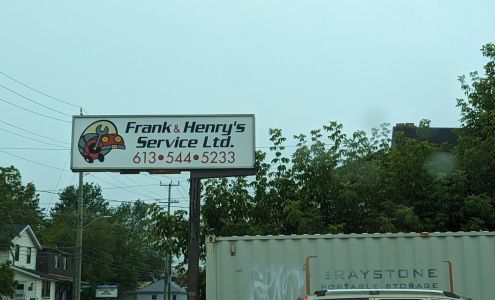 Frank & Henry's
Service Ltd.
613•544•5233
GRAYSTONE
PORTABLE STORAGE